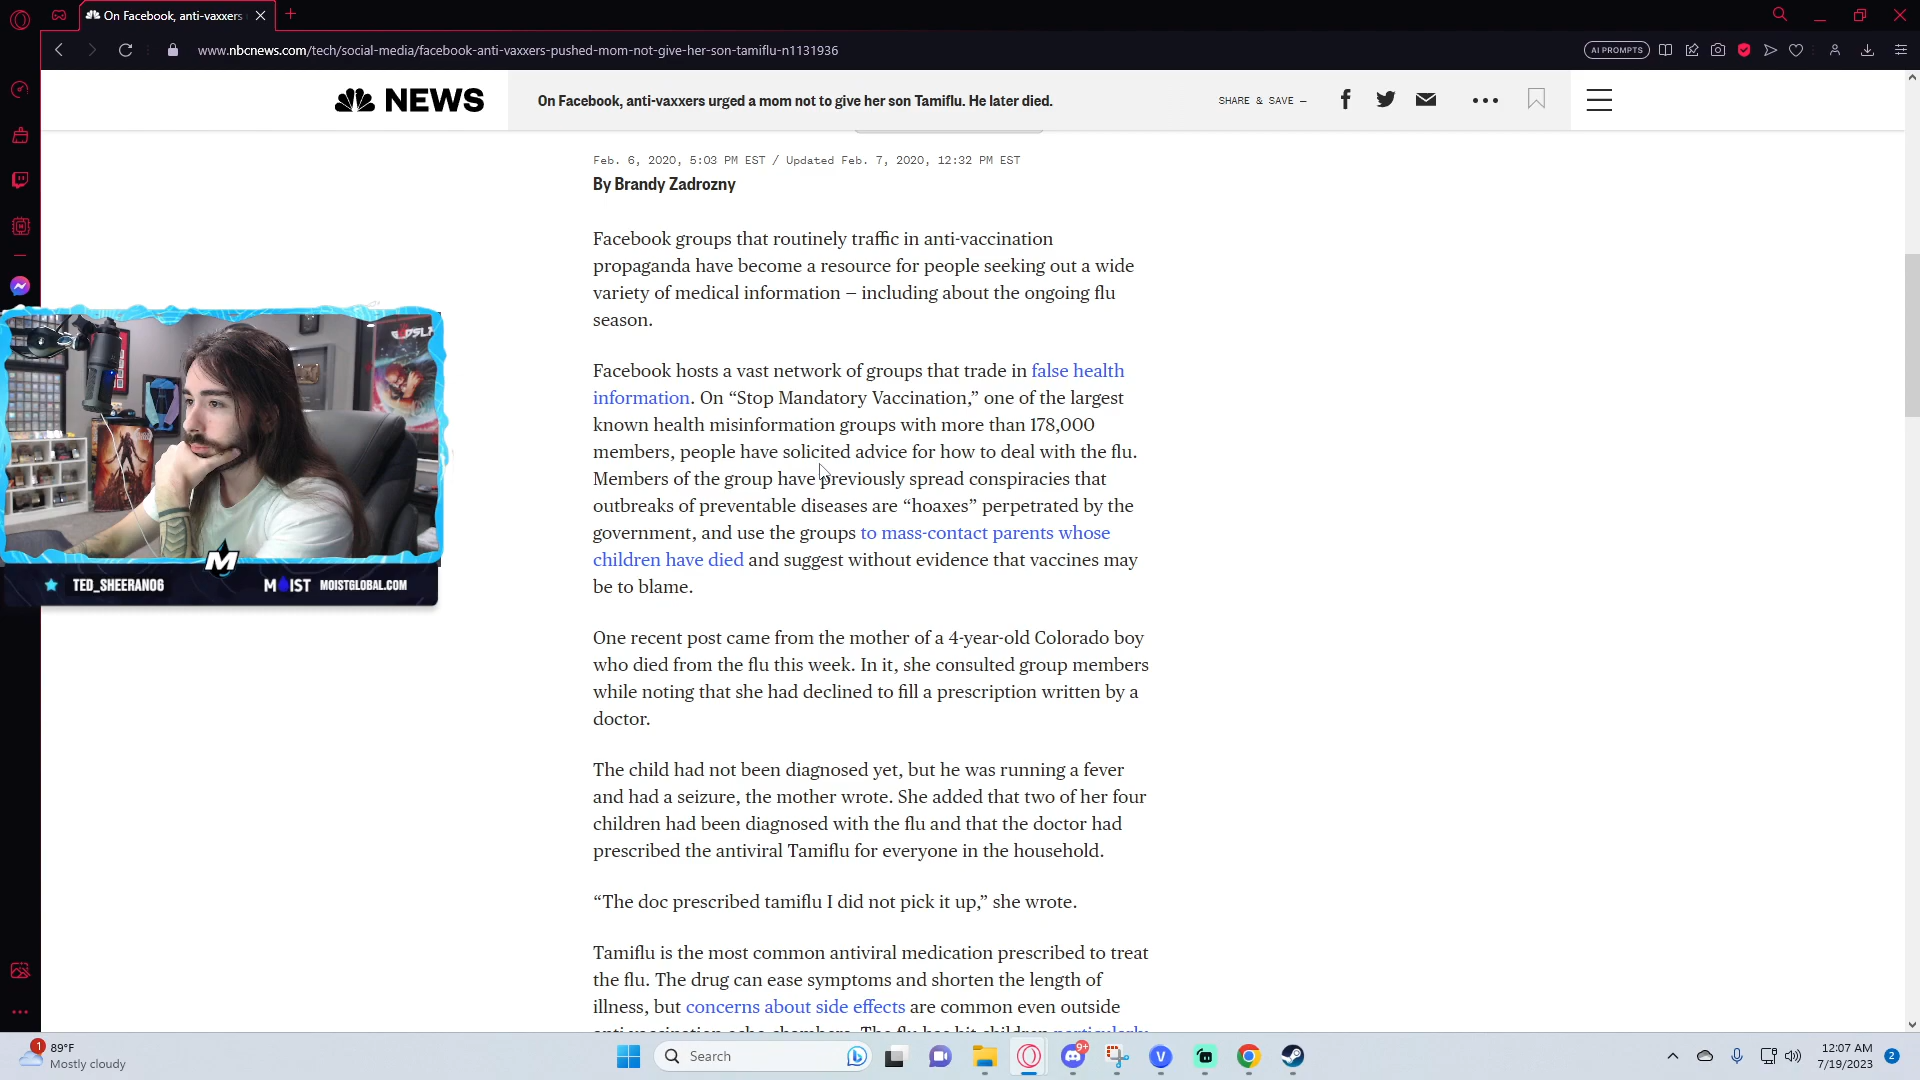 On Facebook, anti-vaxxers
www.nbcnews.com/tech/social-media/facebook-anti-vaxxers-pushed-mom-not-give-her-son-tamiflu-n1131936
AI PROMPTS
NEWS
On Facebook, anti-vaxxers urged a mom not to give her son Tamiflu. He later died.
SHARE & SAVE —
Feb. 6, 2020, 5:03 PM EST / Updated Feb. 7, 2020, 12:32 PM EST
By Brandy Zadrozny
Facebook groups that routinely traffic in anti-vaccination
propaganda have become a resource for people seeking out a wide
variety of medical information — including about the ongoing flu
season.
Facebook hosts a vast network of groups that trade in false health
information. On “Stop Mandatory Vaccination,” one of the largest
known health misinformation groups with more than 178,000
members, people have solicited advice for how to deal with the flu.
Members of the group have previously spread conspiracies that
outbreaks of preventable diseases are “hoaxes” perpetrated by the
government, and use the groups to mass-contact parents whose
children have died and suggest without evidence that vaccines may
be to blame.
One recent post came from the mother of a 4-year-old Colorado boy
who died from the flu this week. In it, she consulted group members
while noting that she had declined to fill a prescription written by a
doctor.
The child had not been diagnosed yet, but he was running a fever
and had a seizure, the mother wrote. She added that two of her four
children had been diagnosed with the flu and that the doctor had
prescribed the antiviral Tamiflu for everyone in the household.
“The doc prescribed tamiflu I did not pick it up,” she wrote.
Tamiflu is the most common antiviral medication prescribed to treat
the flu. The drug can ease symptoms and shorten the length of
illness, but concerns about side effects are common even outside
anti-vaccination echo chambers. The flu has hit children particularly
M
TED_SHEERAN06
MOIST
MOISTGLOBAL.COM
1
89°F
Mostly cloudy
Search
9+
V
12:07 AM
7/19/2023
2